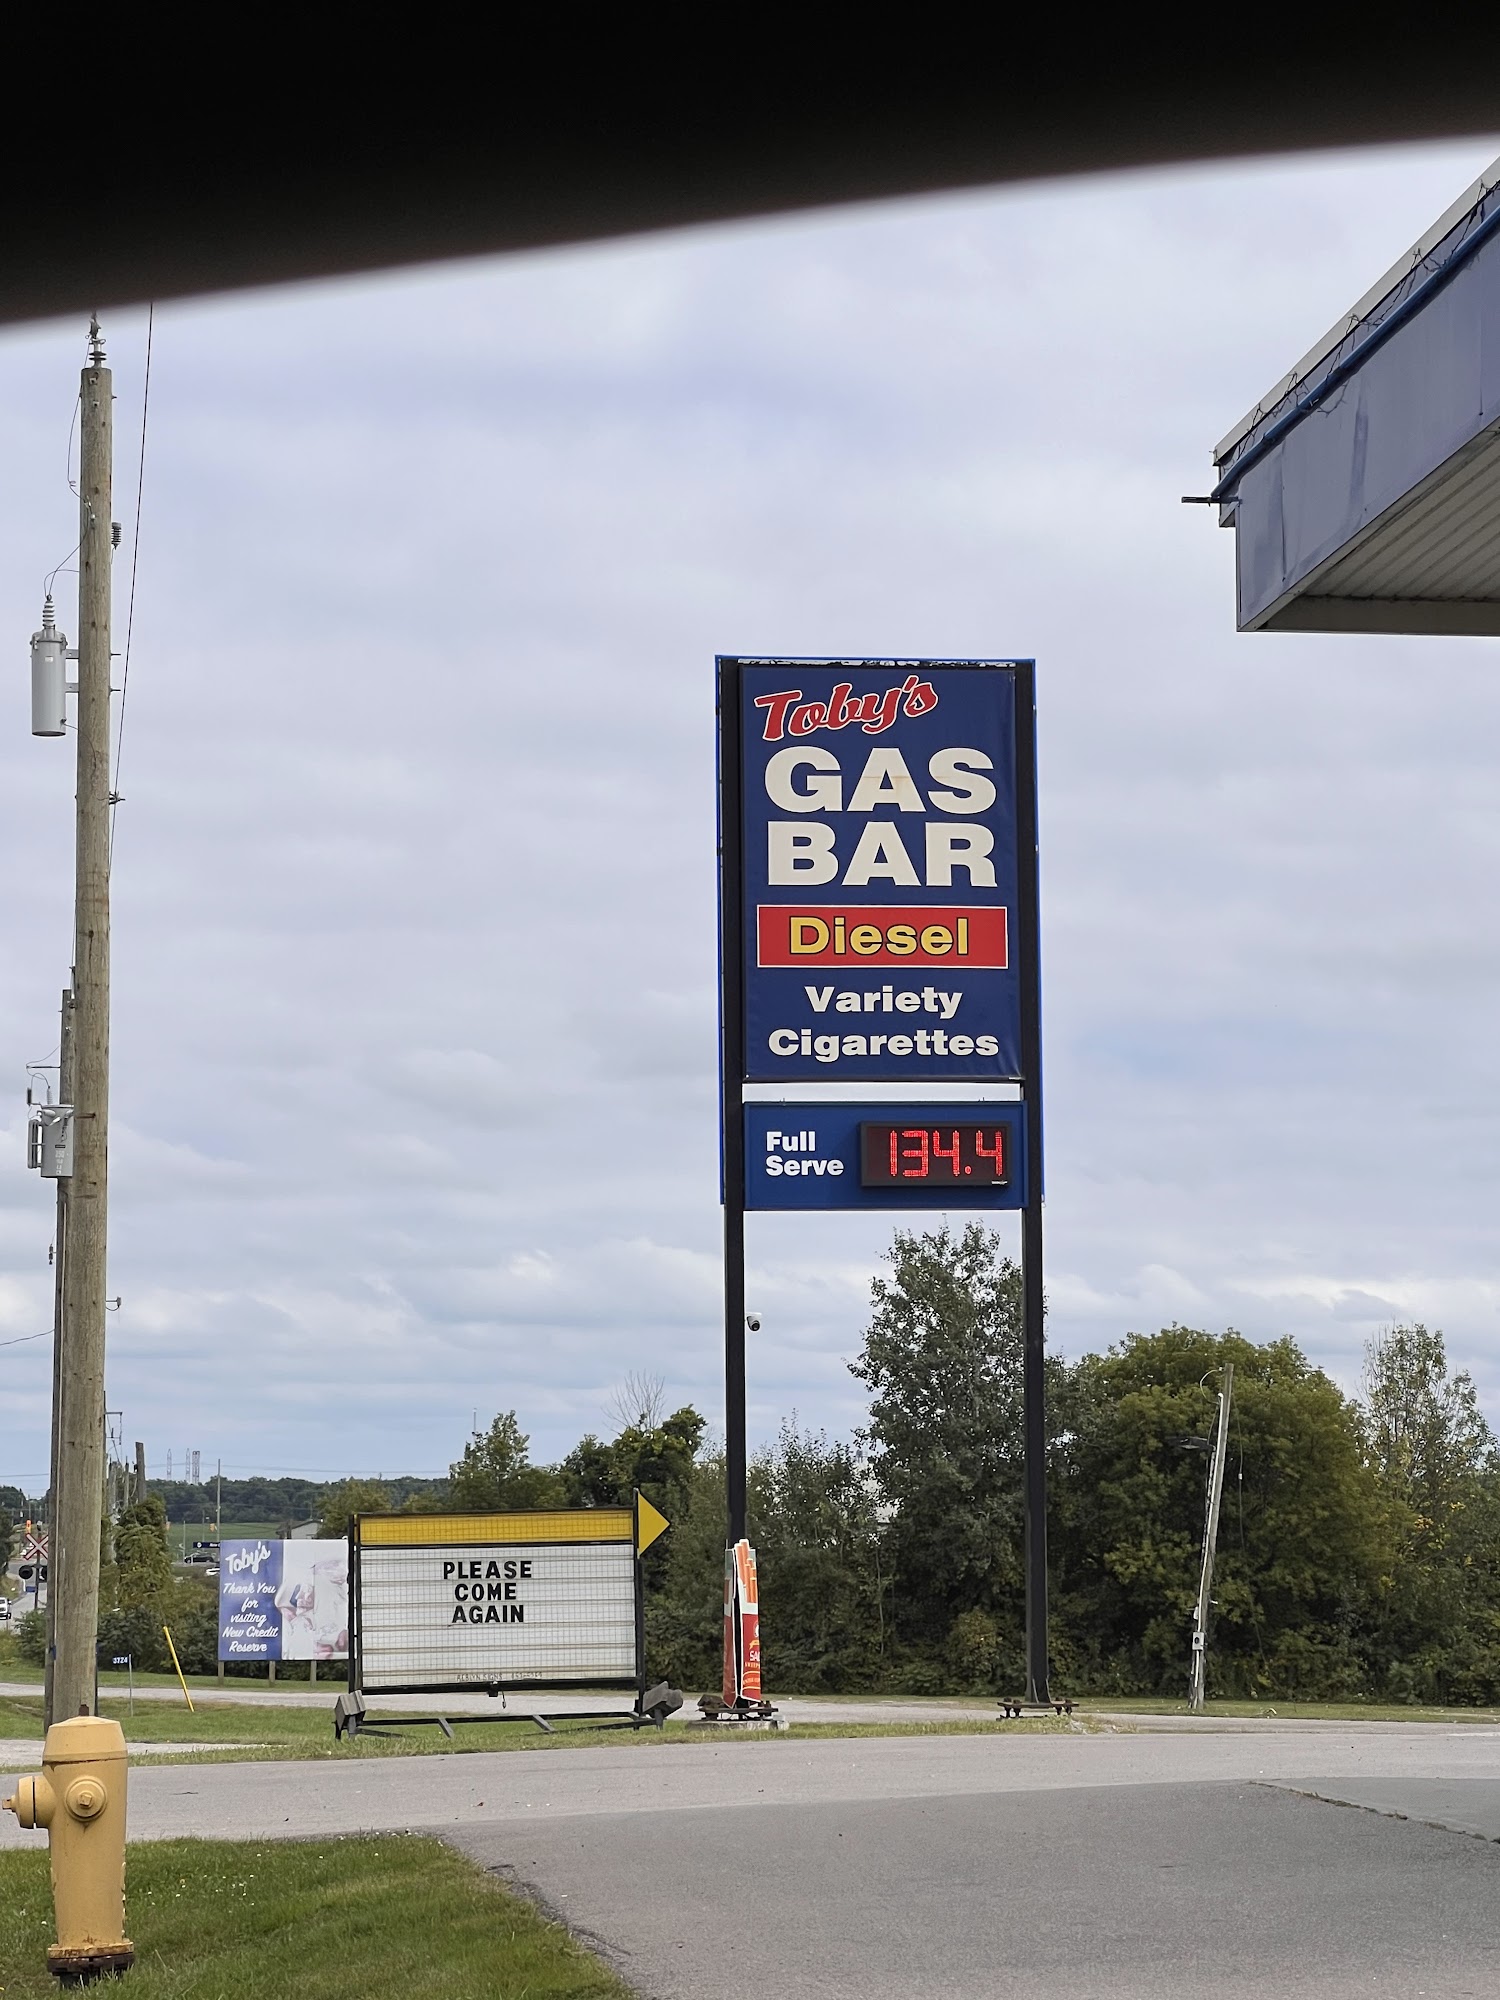 Toby's
GAS
BAR
Diesel
Variety
Cigarettes
Full
Serve
134.4
PLEASE
COME
AGAIN
Toby's
Thank You
for
visiting
New Credit
Reserve
3724